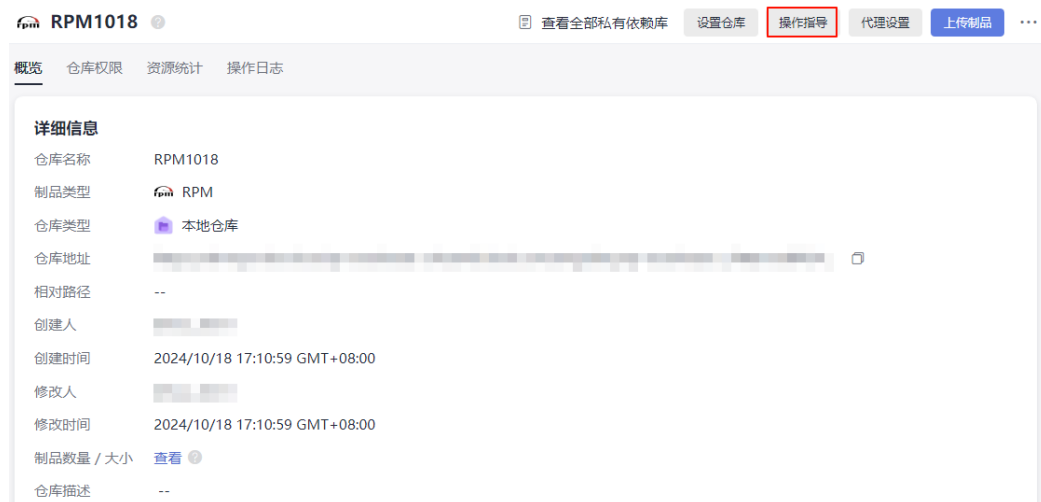 rpm RPM1018 ? 查看全部私有依赖库 设置仓库 操作指导 代理设置 上传制品 ···
概览 仓库权限 资源统计 操作日志
详细信息
仓库名称 RPM1018
制品类型 rpm RPM
仓库类型 本地仓库
仓库地址
相对路径 --
创建人
创建时间 2024/10/18 17:10:59 GMT+08:00
修改人
修改时间 2024/10/18 17:10:59 GMT+08:00
制品数量 / 大小 查看 ?
仓库描述 --